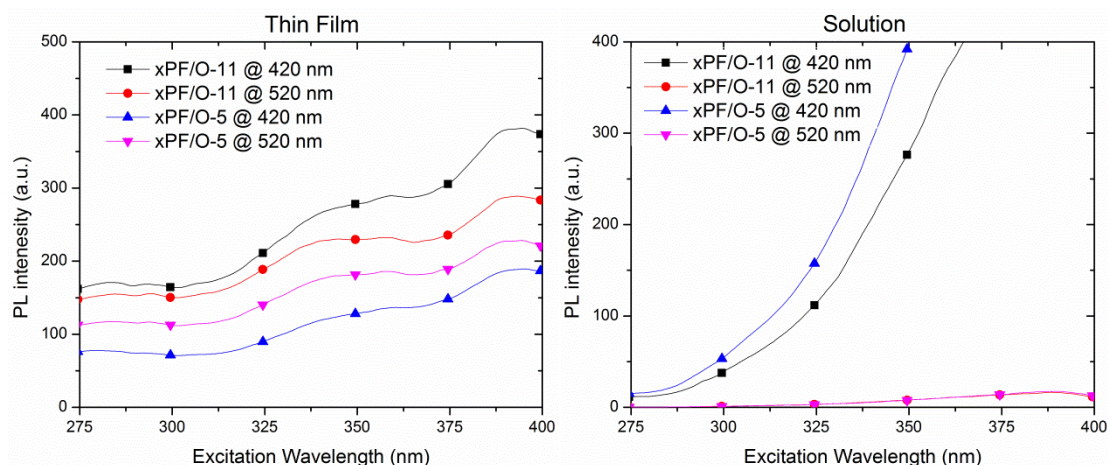 Thin Film
500
400
300
200
100
0
PL intenesity (a.u.)
xPF/O-11 @ 420 nm
xPF/O-11 @ 520 nm
xPF/O-5 @ 420 nm
xPF/O-5 @ 520 nm
275 300 325 350 375 400
Excitation Wavelength (nm)
Solution
400
300
200
100
0
PL intenesity (a.u.)
xPF/O-11 @ 420 nm
xPF/O-11 @ 520 nm
xPF/O-5 @ 420 nm
xPF/O-5 @ 520 nm
275 300 325 350 375 400
Excitation Wavelength (nm)